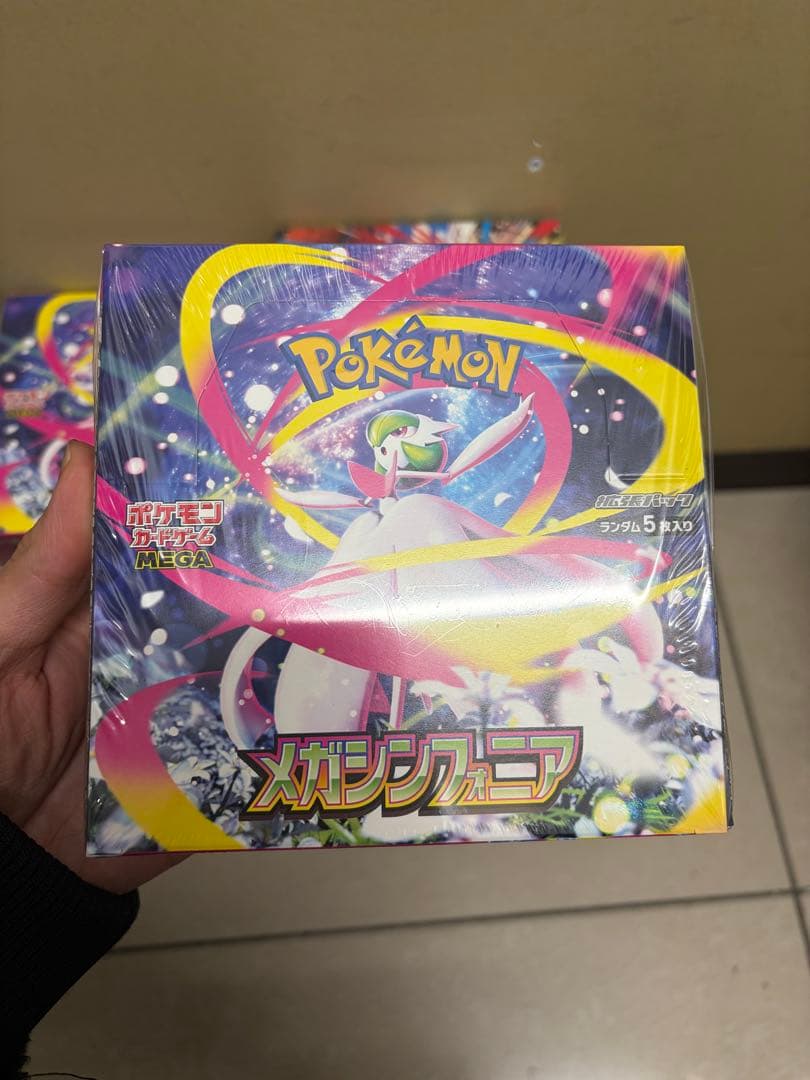 POKéMON
ポケモン
カードゲーム
MEGA
拡張パック
ランダム5枚入り
メガシンフォニア
MEGA